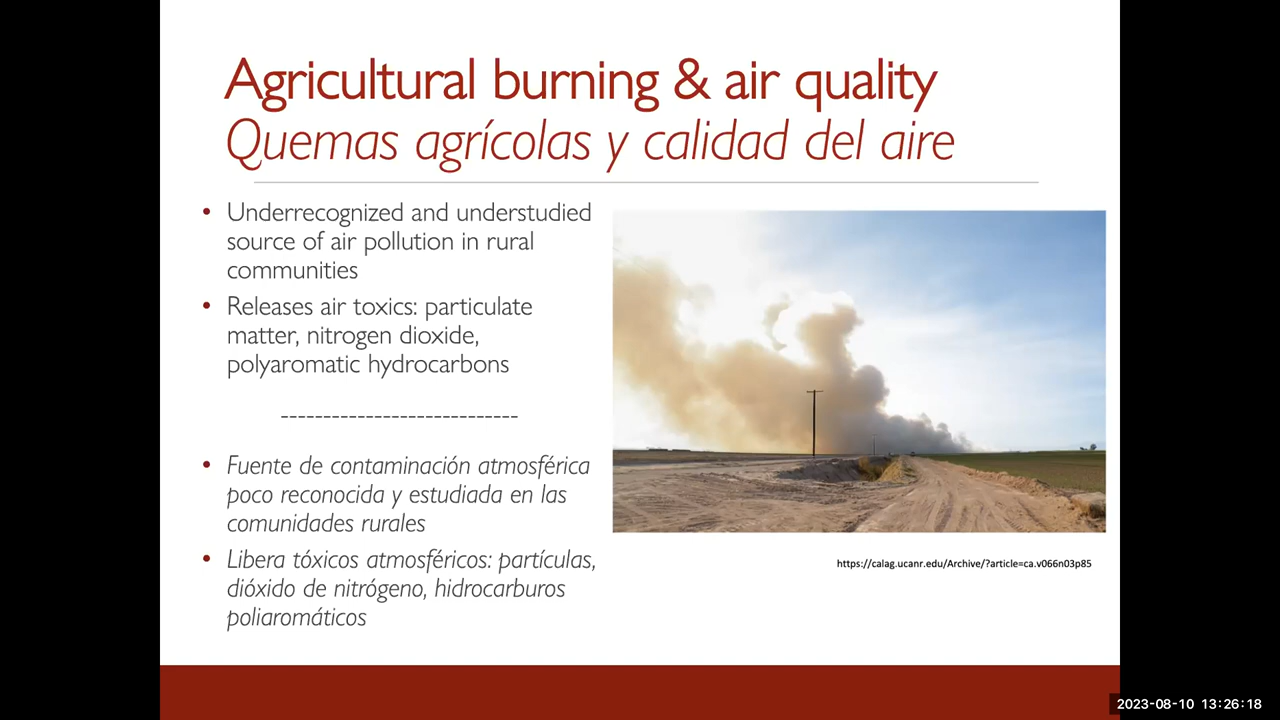 Agricultural burning & air quality
Quemas agrícolas y calidad del aire
• Underrecognized and understudied
source of air pollution in rural
communities
• Releases air toxics: particulate
matter, nitrogen dioxide,
polyaromatic hydrocarbons
----------------------------
• Fuente de contaminación atmosférica
poco reconocida y estudiada en las
comunidades rurales
• Libera tóxicos atmosféricos: partículas,
dióxido de nitrógeno, hidrocarburos
poliaromáticos
https://calag.ucanr.edu/Archive/?article=ca.v066n03p85
2023-08-10 13:26:18